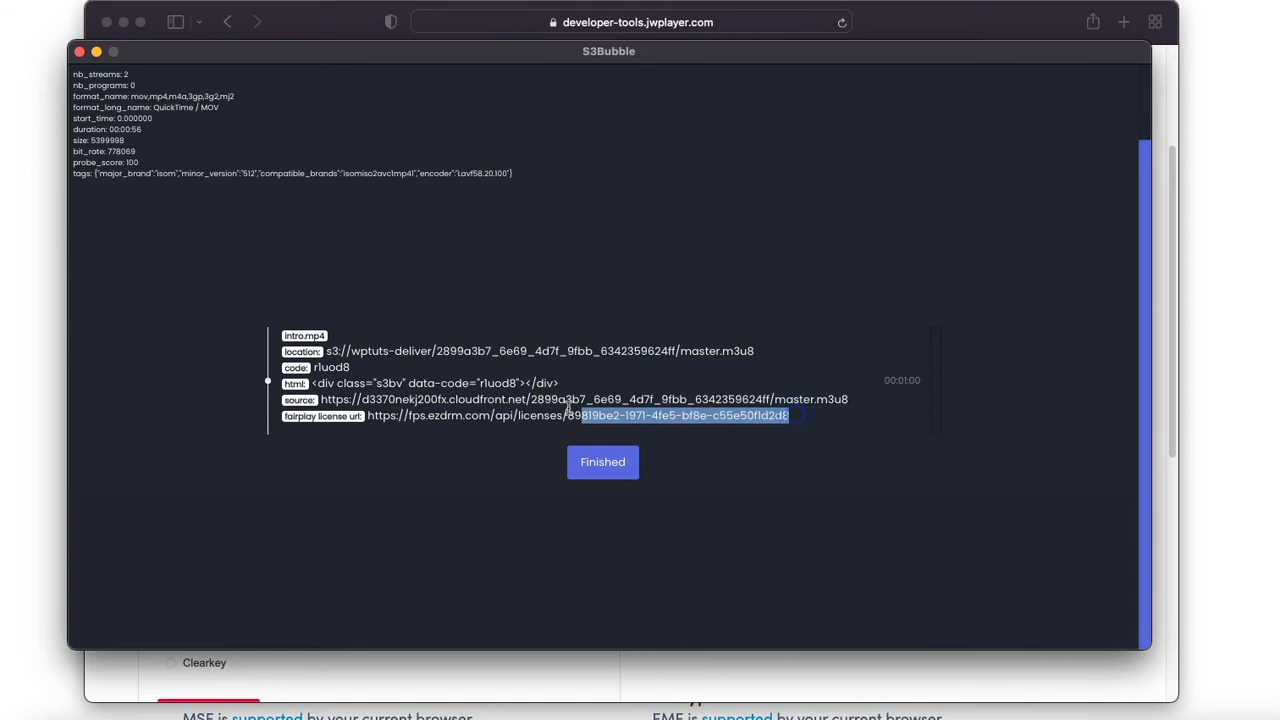 developer-tools.jwplayer.com
S3Bubble
nb_streams: 2
nb_programs: 0
format_name: mov,mp4,m4a,3gp,3g2,mj2
format_long_name: QuickTime / MOV
start_time: 0.000000
duration: 00:00:56
size: 5399998
bit_rate: 778069
probe_score: 100
tags: {"major_brand":"isom","minor_version":"512","compatible_brands":"isomiso2avc1mp41","encoder":"Lavf58.20.100"}
intro.mp4
location: s3://wptuts-deliver/2899a3b7_6e69_4d7f_9fbb_6342359624ff/master.m3u8
code: r1uod8
html: <div class="s3bv" data-code="r1uod8"></div>
source: https://d3370nekj200fx.cloudfront.net/2899a3b7_6e69_4d7f_9fbb_6342359624ff/master.m3u8
fairplay license url: https://fps.ezdrm.com/api/licenses/89819be2-1971-4fe5-bf8e-c55e50f1d2d8
00:01:00
Finished
Clearkey
MSE is supported by your current browser
EME is supported by your current browser